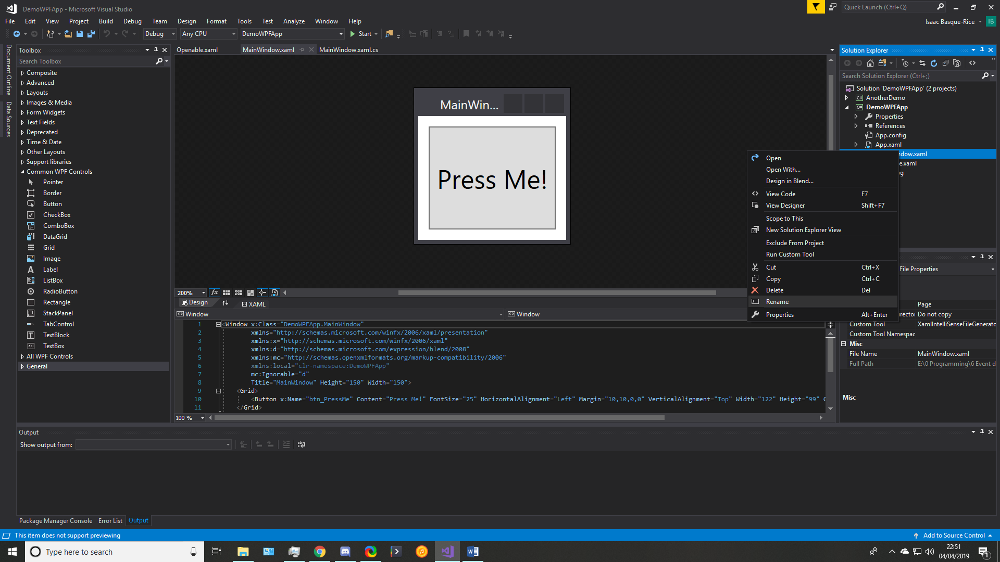 DemoWPFApp - Microsoft Visual Studio
Quick Launch (Ctrl+Q)
File Edit View Project Build Debug Team Design Format Tools Test Analyze Window Help
Isaac Basque-Rice IB
Debug Any CPU DemoWPFApp Start
Document Outline
Data Sources
Toolbox
Search Toolbox
Composite
Advanced
Layouts
Images & Media
Form Widgets
Text Fields
Deprecated
Time & Date
Other Layouts
Support libraries
Common WPF Controls
Pointer
Border
Button
CheckBox
ComboBox
DataGrid
Grid
Image
Label
ListBox
RadioButton
Rectangle
StackPanel
TabControl
TextBlock
TextBox
All WPF Controls
General
Openable.xaml MainWindow.xaml MainWindow.xaml.cs
MainWin...
Press Me!
200%
Design XAML
Window Window
1 <Window x:Class="DemoWPFApp.MainWindow"
2 xmlns="http://schemas.microsoft.com/winfx/2006/xaml/presentation"
3 xmlns:x="http://schemas.microsoft.com/winfx/2006/xaml"
4 xmlns:d="http://schemas.microsoft.com/expression/blend/2008"
5 xmlns:mc="http://schemas.openxmlformats.org/markup-compatibility/2006"
6 xmlns:local="clr-namespace:DemoWPFApp"
7 mc:Ignorable="d"
8 Title="MainWindow" Height="150" Width="150">
9 <Grid>
10 <Button x:Name="btn_PressMe" Content="Press Me!" FontSize="25" HorizontalAlignment="Left" Margin="10,10,0,0" VerticalAlignment="Top" Width="122" Height="99"
11 </Grid>
100 %
Solution Explorer
Search Solution Explorer (Ctrl+;)
Solution 'DemoWPFApp' (2 projects)
AnotherDemo
DemoWPFApp
Properties
References
App.config
App.xaml
ndow.xaml
e.xaml
Open
Open With...
Design in Blend...
View Code F7
View Designer Shift+F7
Scope to This
New Solution Explorer View
Exclude From Project
Run Custom Tool
Cut Ctrl+X
Copy Ctrl+C
Delete Del
Rename
Properties Alt+Enter
File Properties
Page
Do not copy
Custom Tool XamlIntelliSenseFileGenerato
Custom Tool Namespac
Misc
File Name MainWindow.xaml
Full Path E:\0 Programming\6 Event d
Misc
Output
Show output from:
Package Manager Console Error List Output
This item does not support previewing
Add to Source Control
Type here to search
22:51
04/04/2019
1